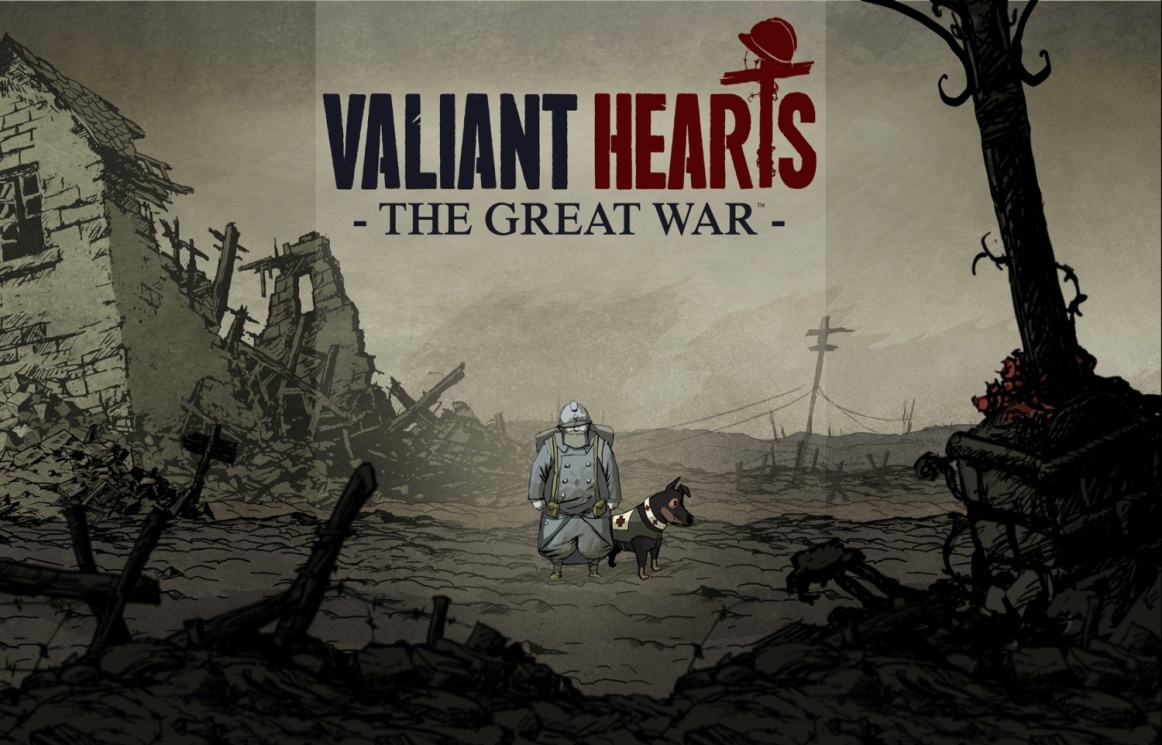 VALIANT HEARTS
- THE GREAT WAR™ -